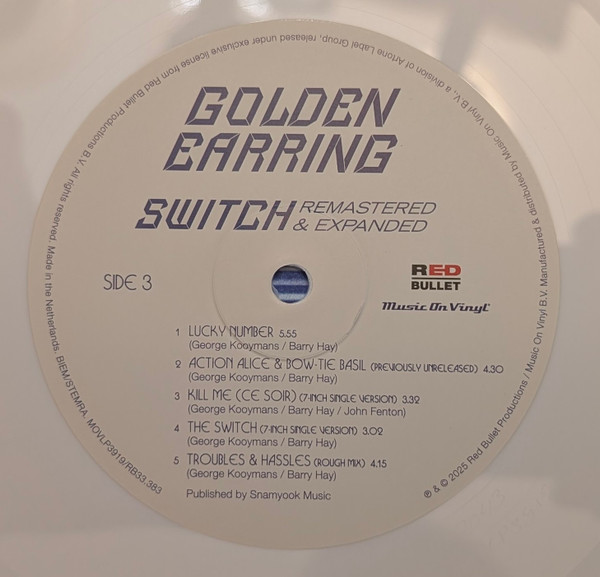 GOLDEN
EARRING
SWITCH REMASTERED
& EXPANDED
SIDE 3
RED
BULLET
Music On Vinyl
1 LUCKY NUMBER 5.55
(George Kooymans / Barry Hay)
2 ACTION ALICE & BOW-TIE BASIL (PREVIOUSLY UNRELEASED) 4.30
(George Kooymans / Barry Hay)
3 KILL ME (CE SOIR) (7-INCH SINGLE VERSION) 3.32
(George Kooymans / Barry Hay / John Fenton)
4 THE SWITCH (7-INCH SINGLE VERSION) 3.02
(George Kooymans / Barry Hay)
5 TROUBLES & HASSLES (ROUGH MIX) 4.15
(George Kooymans / Barry Hay)
Published by Snamyook Music
℗ & © 2025 Red Bullet Productions / Music On Vinyl B.V. Manufactured & distributed by Music On Vinyl B.V., a division of Artone Label Group, released under exclusive license from Red Bullet Productions B.V. All rights reserved. Made in the Netherlands. BIEM/STEMRA. MOVLP3919/RB33.383